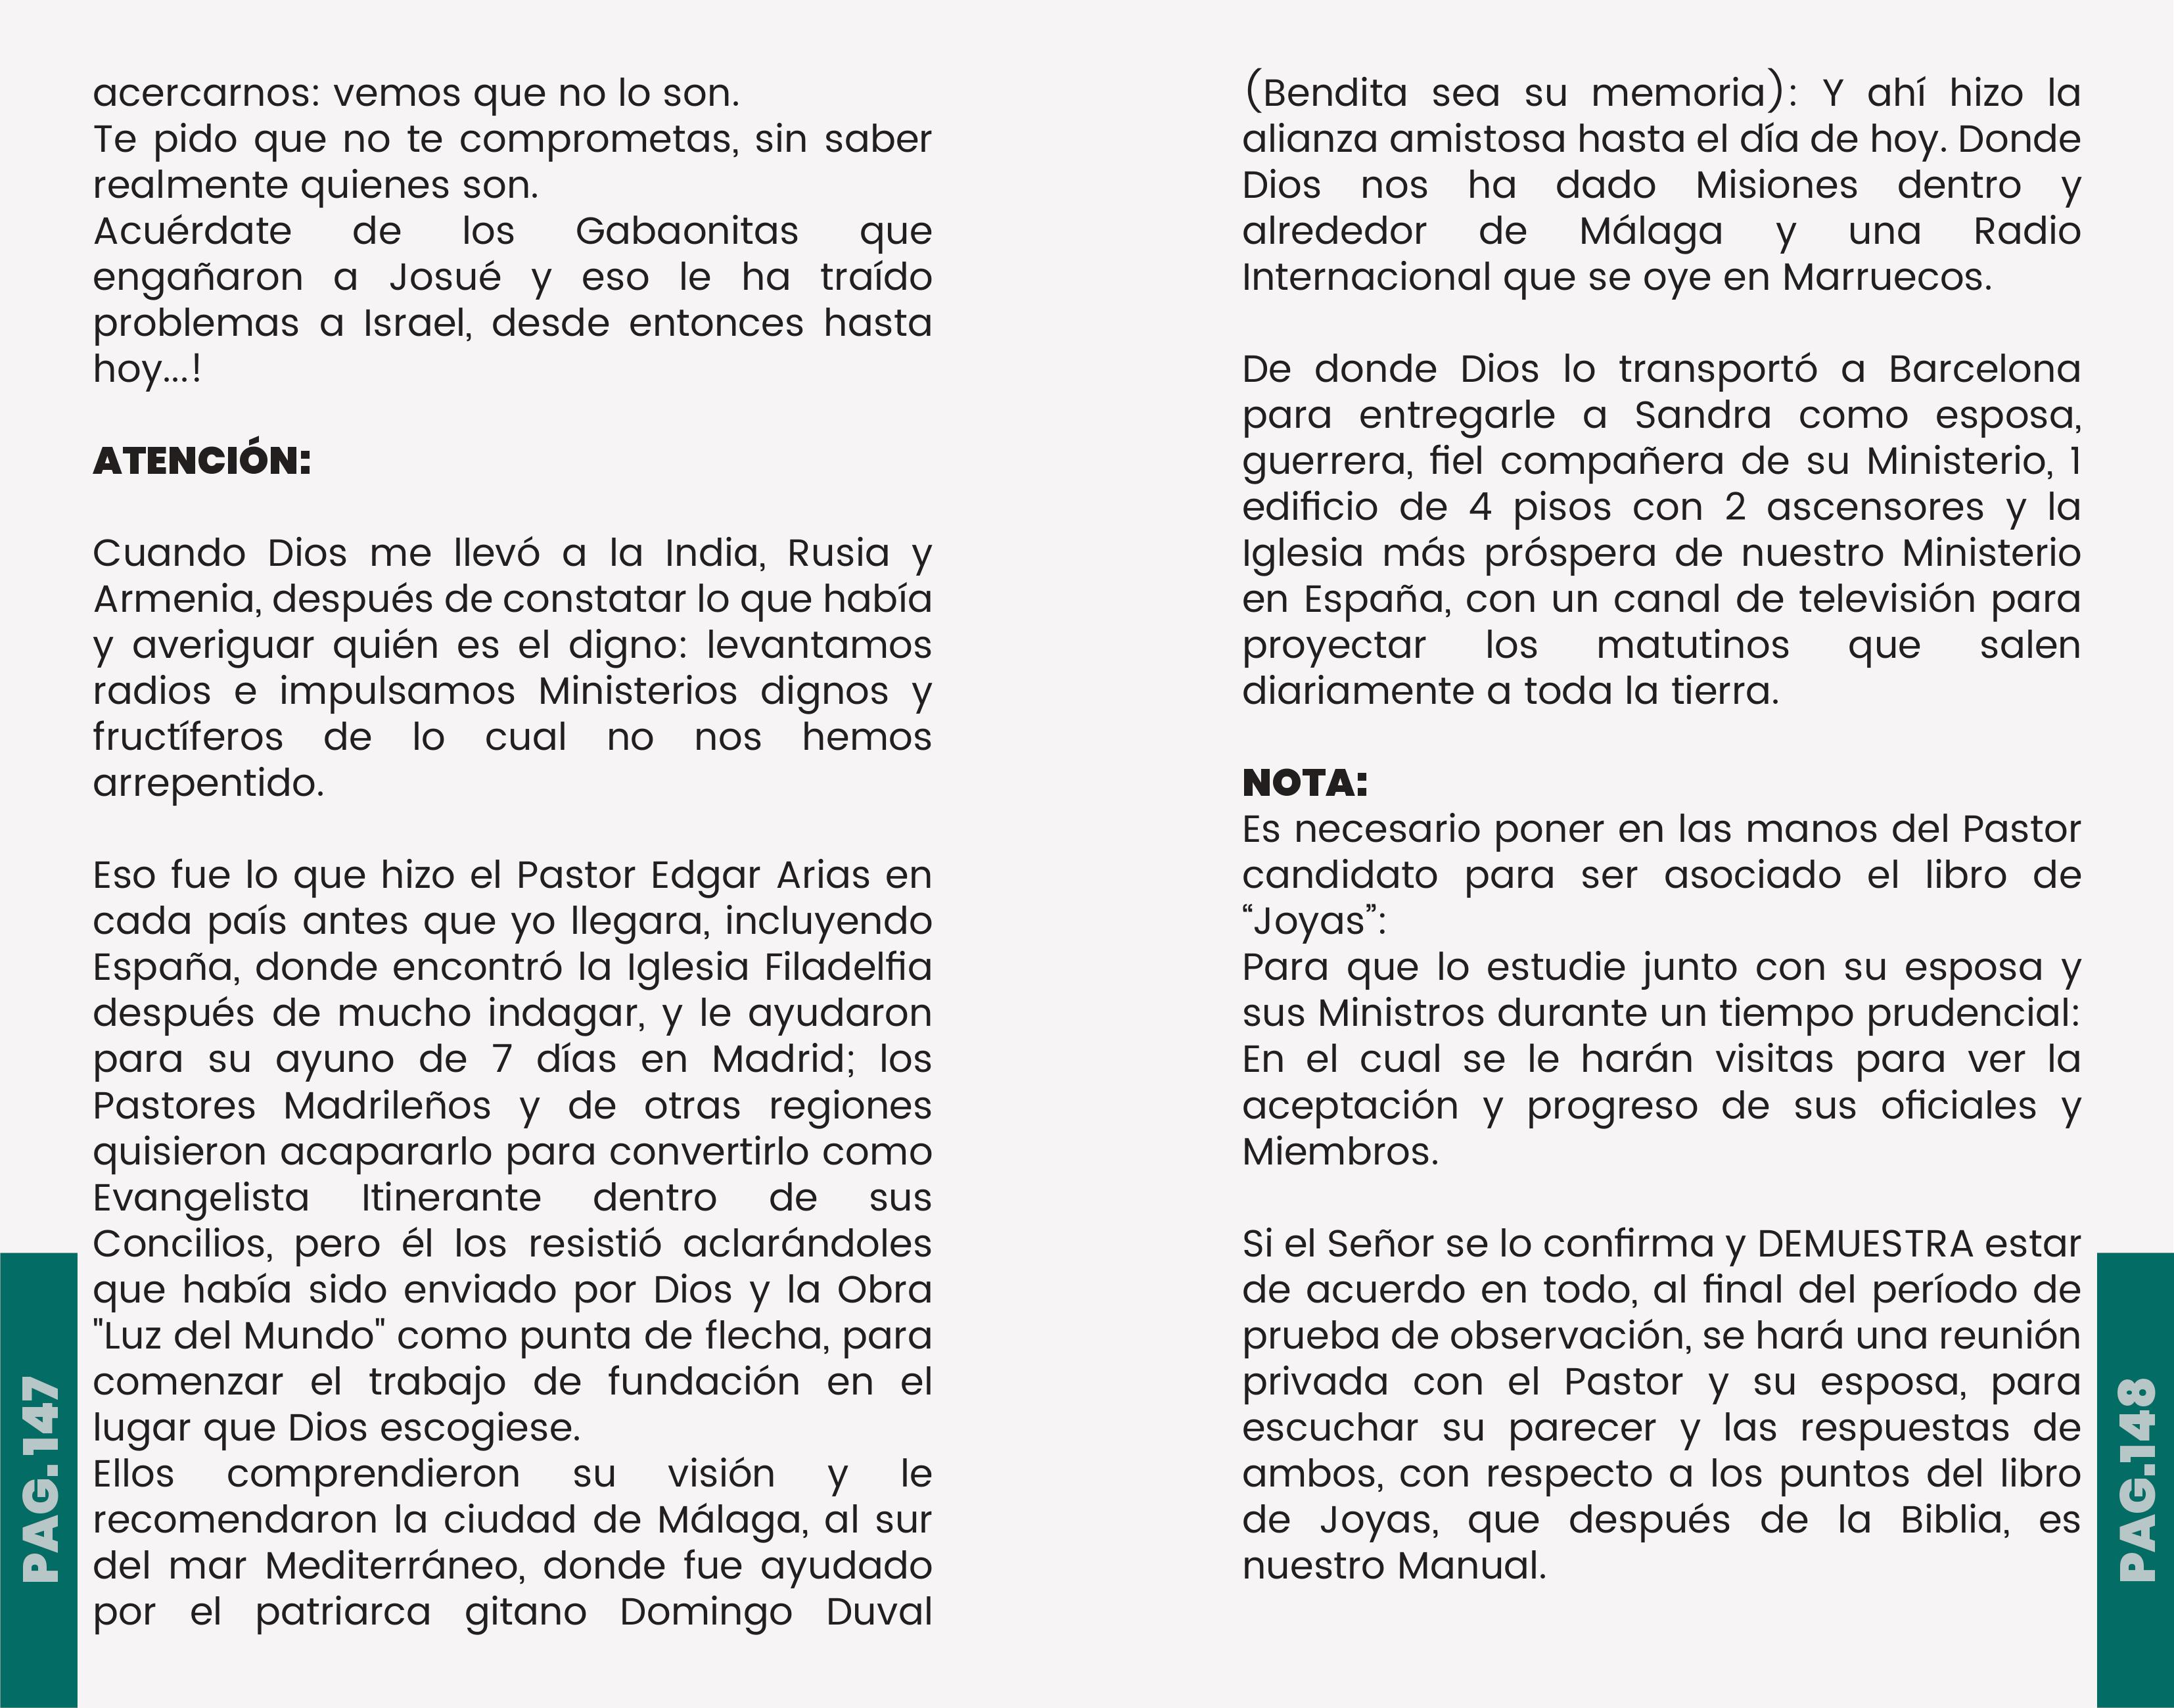 acercarnos: vemos que no lo son.
Te pido que no te comprometas, sin saber
realmente quienes son.
Acuérdate de los Gabaonitas que
engañaron a Josué y eso le ha traído
problemas a Israel, desde entonces hasta
hoy...!
ATENCIÓN:
Cuando Dios me llevó a la India, Rusia y
Armenia, después de constatar lo que había
y averiguar quién es el digno: levantamos
radios e impulsamos Ministerios dignos y
fructíferos de lo cual no nos hemos
arrepentido.
Eso fue lo que hizo el Pastor Edgar Arias en
cada país antes que yo llegara, incluyendo
España, donde encontró la Iglesia Filadelfia
después de mucho indagar, y le ayudaron
para su ayuno de 7 días en Madrid; los
Pastores Madrileños y de otras regiones
quisieron acapararlo para convertirlo como
Evangelista Itinerante dentro de sus
Concilios, pero él los resistió aclarándoles
que había sido enviado por Dios y la Obra
"Luz del Mundo" como punta de flecha, para
comenzar el trabajo de fundación en el
lugar que Dios escogiese.
Ellos comprendieron su visión y le
recomendaron la ciudad de Málaga, al sur
del mar Mediterráneo, donde fue ayudado
por el patriarca gitano Domingo Duval
PAG.147
(Bendita sea su memoria): Y ahí hizo la
alianza amistosa hasta el día de hoy. Donde
Dios nos ha dado Misiones dentro y
alrededor de Málaga y una Radio
Internacional que se oye en Marruecos.
De donde Dios lo transportó a Barcelona
para entregarle a Sandra como esposa,
guerrera, fiel compañera de su Ministerio, 1
edificio de 4 pisos con 2 ascensores y la
Iglesia más próspera de nuestro Ministerio
en España, con un canal de televisión para
proyectar los matutinos que salen
diariamente a toda la tierra.
NOTA:
Es necesario poner en las manos del Pastor
candidato para ser asociado el libro de
“Joyas”:
Para que lo estudie junto con su esposa y
sus Ministros durante un tiempo prudencial:
En el cual se le harán visitas para ver la
aceptación y progreso de sus oficiales y
Miembros.
Si el Señor se lo confirma y DEMUESTRA estar
de acuerdo en todo, al final del período de
prueba de observación, se hará una reunión
privada con el Pastor y su esposa, para
escuchar su parecer y las respuestas de
ambos, con respecto a los puntos del libro
de Joyas, que después de la Biblia, es
nuestro Manual.
PAG.148